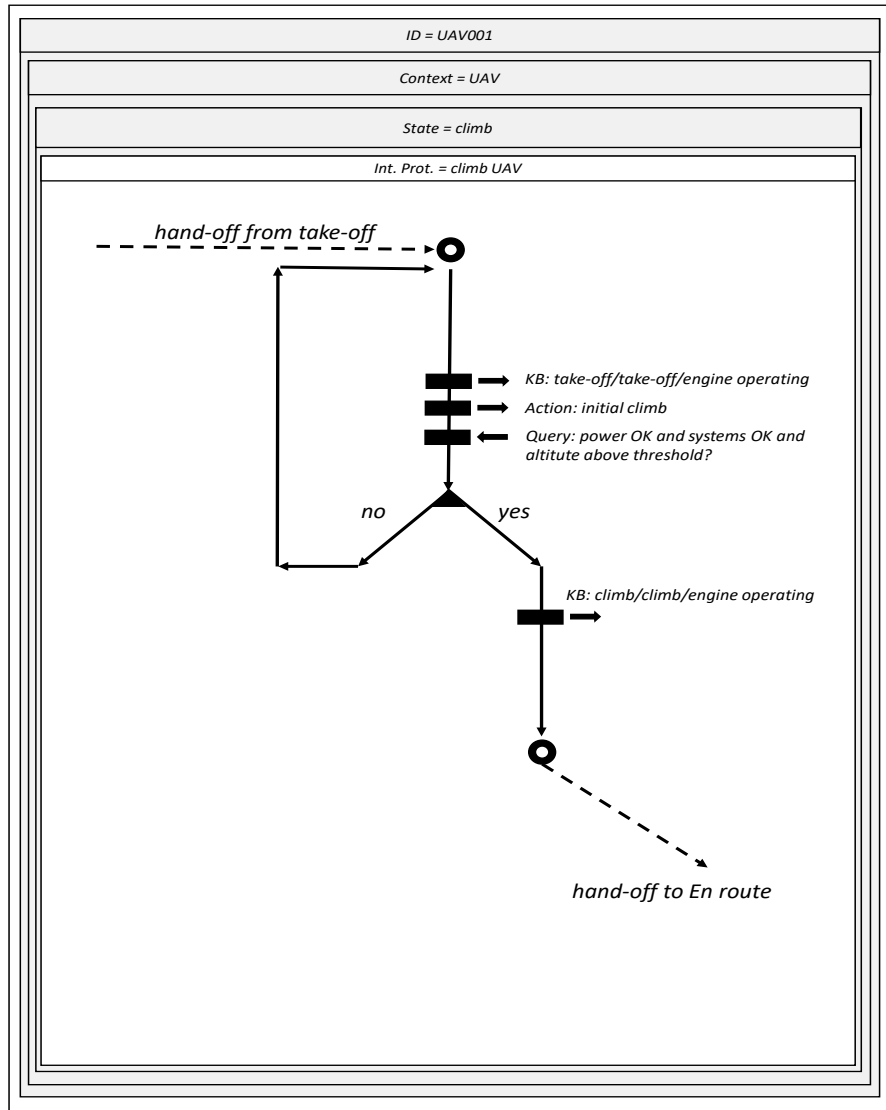 ID = UAV001
Context = UAV
State = climb
Int. Prot. = climb UAV
hand-off from take-off
KB: take-off/take-off/engine operating
Action: initial climb
Query: power OK and systems OK and
altitute above threshold?
no
yes
KB: climb/climb/engine operating
hand-off to En route